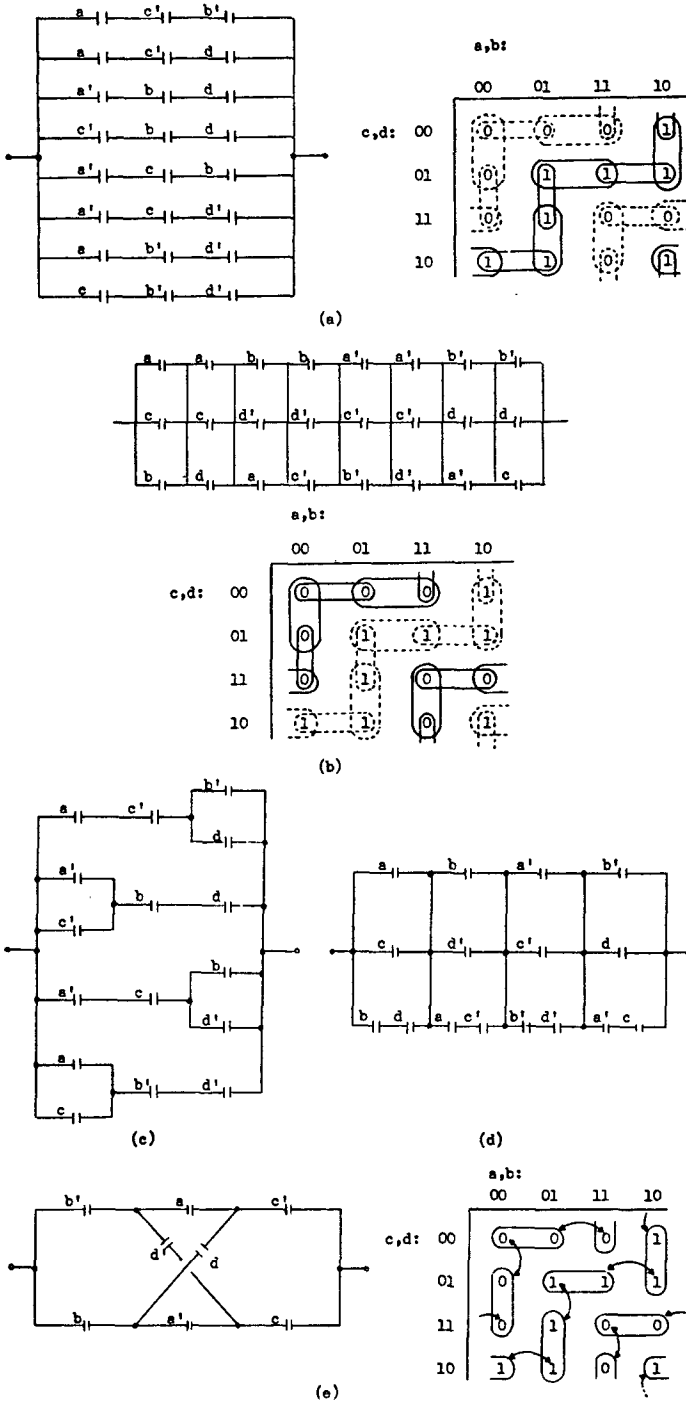 a c' b'
a c' d
a' b d
c' b d
a' c b
a' c d'
a b' d'
c b' d'
a,b:
00 01 11 10
c,d: 00 0 0 0 1
01 0 1 1 1
11 0 1 0 0
10 1 1 0 1
(a)
a a b b a' a' b' b'
c c d' d' c' c' d d
b d a c' b' d' a' c
a,b:
00 01 11 10
c,d: 00 0 0 0 1
01 0 1 1 1
11 0 1 0 0
10 1 1 0 1
(b)
b'
a c'
d
a'
b d
c'
b
a' c
d'
a
b' d'
c
(c)
a b a' b'
c d' c' d
b d a c' b' d' a' c
(d)
b' a c'
d d
b a' c
a,b:
00 01 11 10
c,d: 00 0 0 0 1
01 0 1 1 1
11 0 1 0 0
10 1 1 0 1
(e)